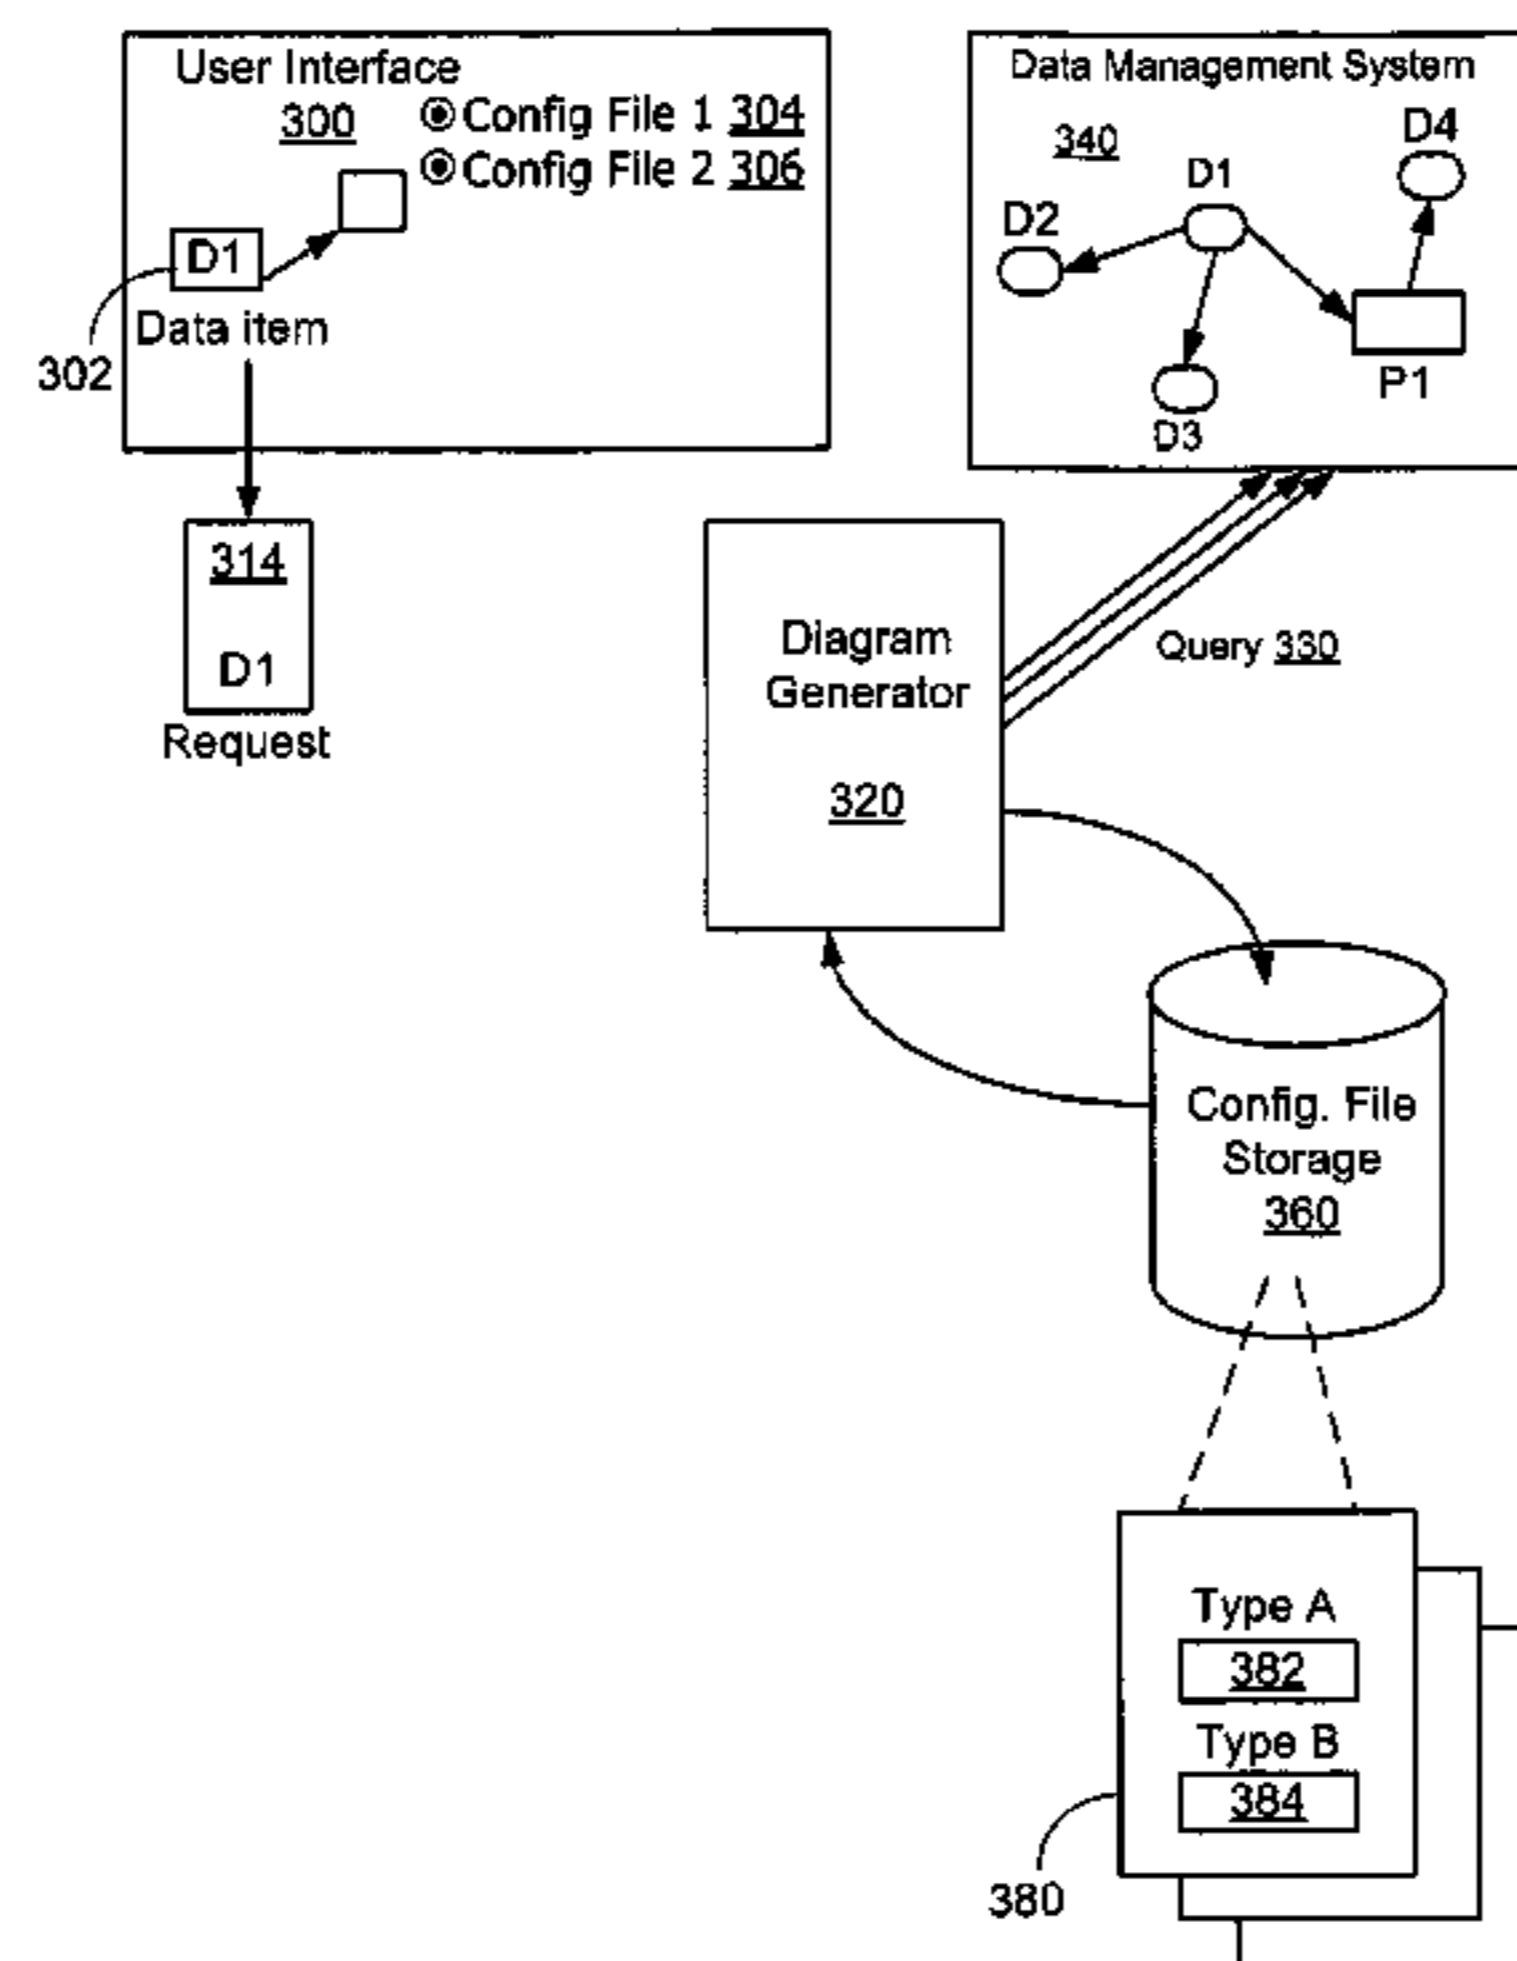 User Interface
300
Config File 1 304
Config File 2 306
D1
Data item
302
314
D1
Request
Data Management System
340
D4
D1
D2
P1
D3
Diagram
Generator
320
Query 330
Config. File
Storage
360
Type A
382
Type B
384
380